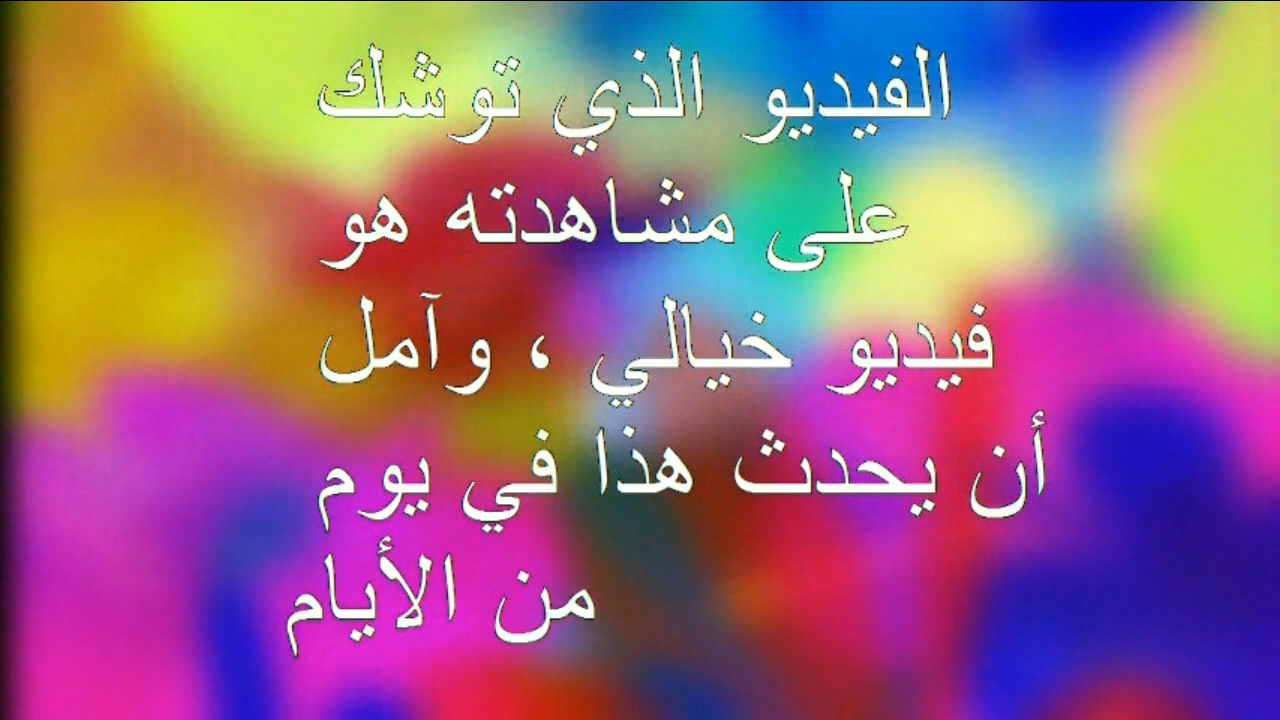 الفيديو الذي توشك
على مشاهدته هو
فيديو خيالي ، وآمل
أن يحدث هذا في يوم
من الأيام